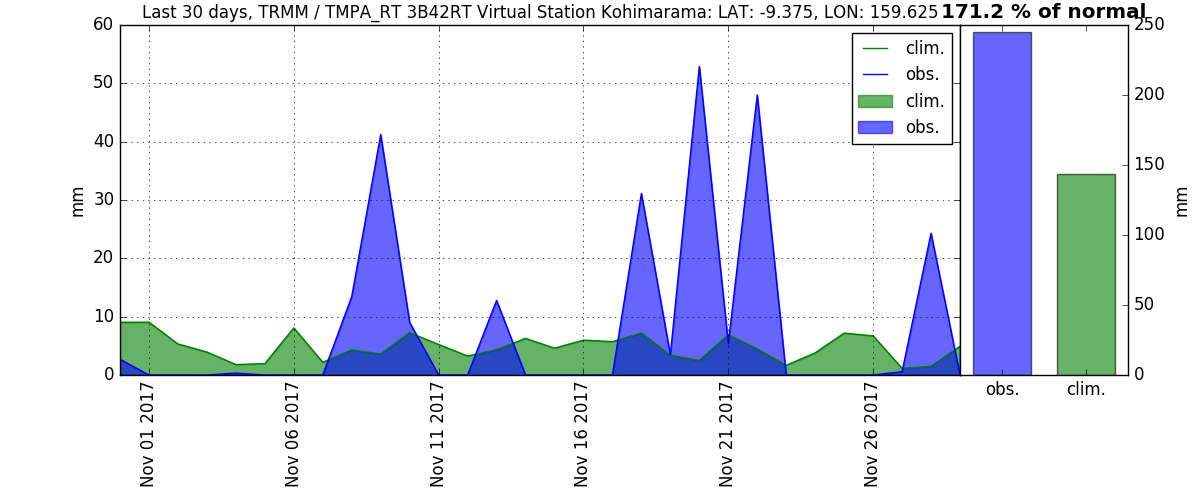 Last 30 days, TRMM / TMPA_RT 3B42RT Virtual Station Kohimarama: LAT: -9.375, LON: 159.625 171.2 % of normal
60
50
40
30
20
10
0
mm
Nov 01 2017
Nov 06 2017
Nov 11 2017
Nov 16 2017
Nov 21 2017
Nov 26 2017
clim.
obs.
clim.
obs.
250
200
150
100
50
0
mm
obs. clim.